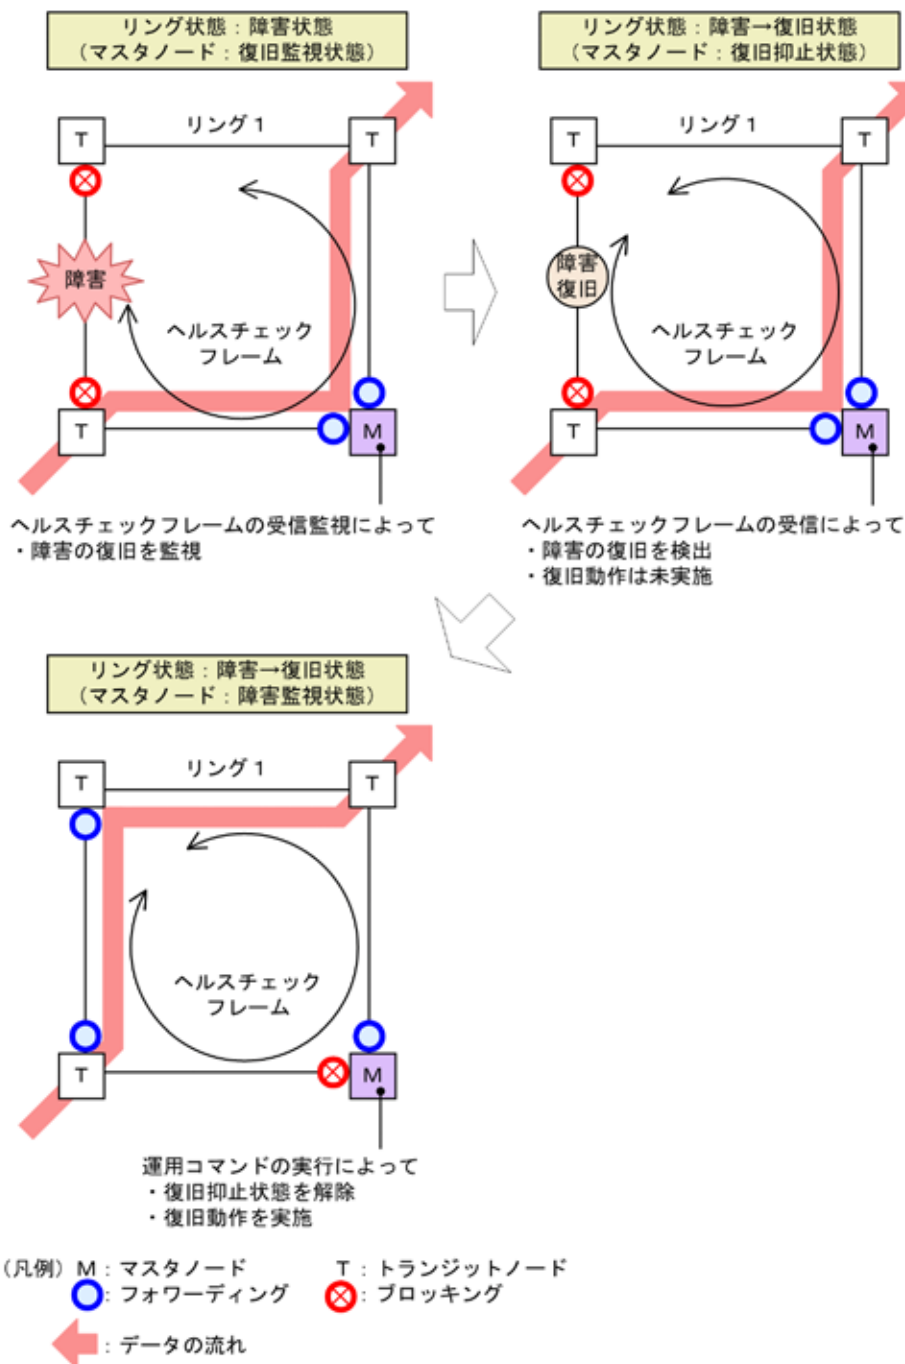 リング状態：障害状態
（マスタノード：復旧監視状態）
T
リング１
T
障害
ヘルスチェック
フレーム
T
M
ヘルスチェックフレームの受信監視によって
・障害の復旧を監視
リング状態：障害→復旧状態
（マスタノード：復旧抑止状態）
T
リング１
T
障害
復旧
ヘルスチェック
フレーム
T
M
ヘルスチェックフレームの受信によって
・障害の復旧を検出
・復旧動作は未実施
リング状態：障害→復旧状態
（マスタノード：障害監視状態）
T
リング１
T
ヘルスチェック
フレーム
T
M
運用コマンドの実行によって
・復旧抑止状態を解除
・復旧動作を実施
（凡例）M：マスタノード　T：トランジットノード
：フォワーディング　：ブロッキング
：データの流れ